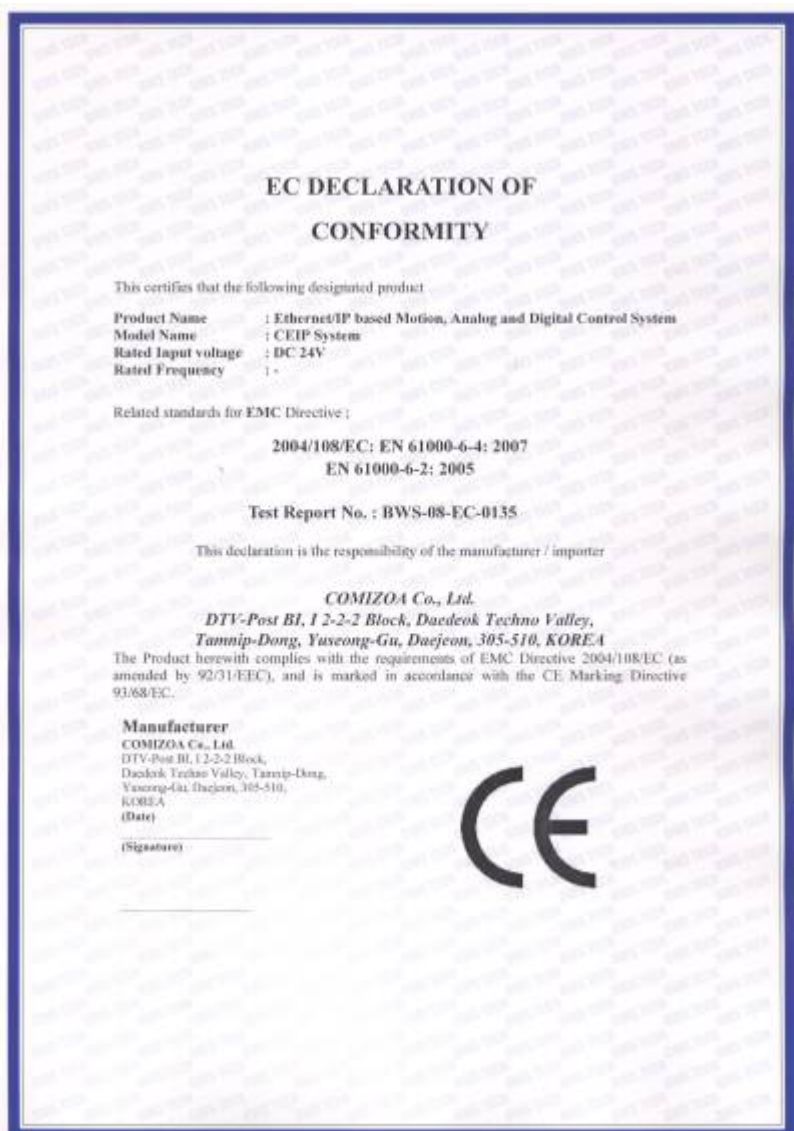 EC DECLARATION OF
CONFORMITY
This certifies that the following designated product
Product Name : Ethernet/IP based Motion, Analog and Digital Control System
Model Name : CEIP System
Rated Input voltage : DC 24V
Rated Frequency : -
Related standards for EMC Directive ;
2004/108/EC: EN 61000-6-4: 2007
EN 61000-6-2: 2005
Test Report No. : BWS-08-EC-0135
This declaration is the responsibility of the manufacturer / importer
COMIZOA Co., Ltd.
DTV-Post BI, I 2-2-2 Block, Daedeok Techno Valley,
Tamnip-Dong, Yuseong-Gu, Daejeon, 305-510, KOREA
The Product herewith complies with the requirements of EMC Directive 2004/108/EC (as
amended by 92/31/EEC), and is marked in accordance with the CE Marking Directive
93/68/EC.
Manufacturer
COMIZOA Co., Ltd.
DTV-Post BI, I 2-2-2 Block,
Daedeok Techno Valley, Tamnip-Dong,
Yuseong-Gu, Daejeon, 305-510,
KOREA
(Date)
(Signature)
CE